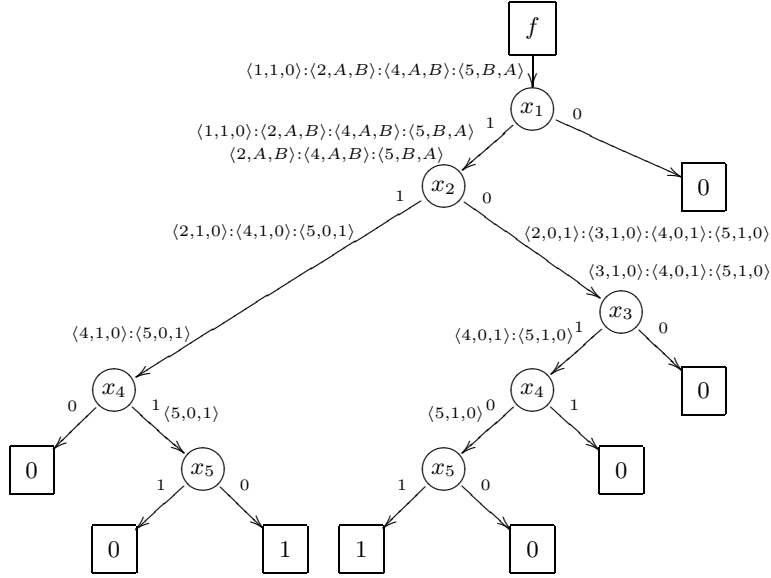 f
⟨1,1,0⟩:⟨2,A,B⟩:⟨4,A,B⟩:⟨5,B,A⟩
x₁
1 0
⟨1,1,0⟩:⟨2,A,B⟩:⟨4,A,B⟩:⟨5,B,A⟩
⟨2,A,B⟩:⟨4,A,B⟩:⟨5,B,A⟩
x₂ 0
1 0
⟨2,1,0⟩:⟨4,1,0⟩:⟨5,0,1⟩ ⟨2,0,1⟩:⟨3,1,0⟩:⟨4,0,1⟩:⟨5,1,0⟩
⟨3,1,0⟩:⟨4,0,1⟩:⟨5,1,0⟩
x₃
⟨4,1,0⟩:⟨5,0,1⟩ ⟨4,0,1⟩:⟨5,1,0⟩ 1 0
x₄ x₄ 0
0 1 ⟨5,0,1⟩ ⟨5,1,0⟩ 0 1
0 x₅ x₅ 0
1 0 1 0
0 1 1 0